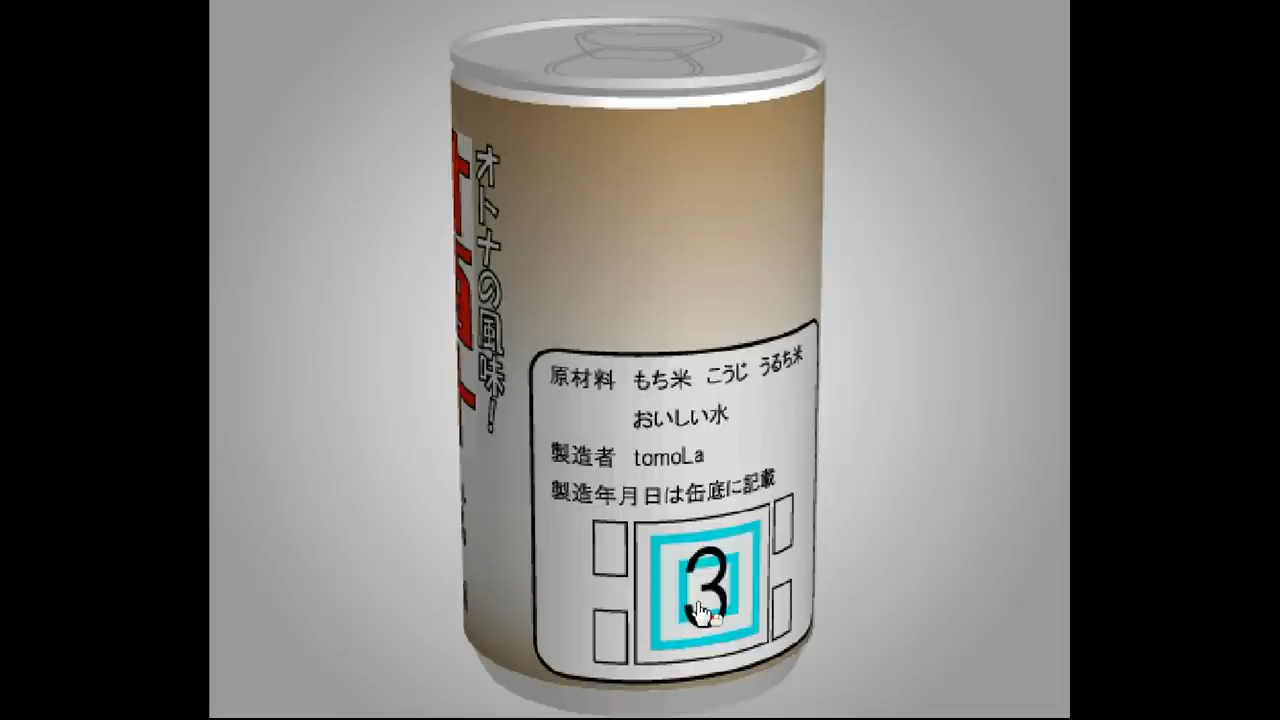 オトナの風味!
原材料 もち米 こうじ うるち米
おいしい水
製造者 tomoLa
製造年月日は缶底に記載
3